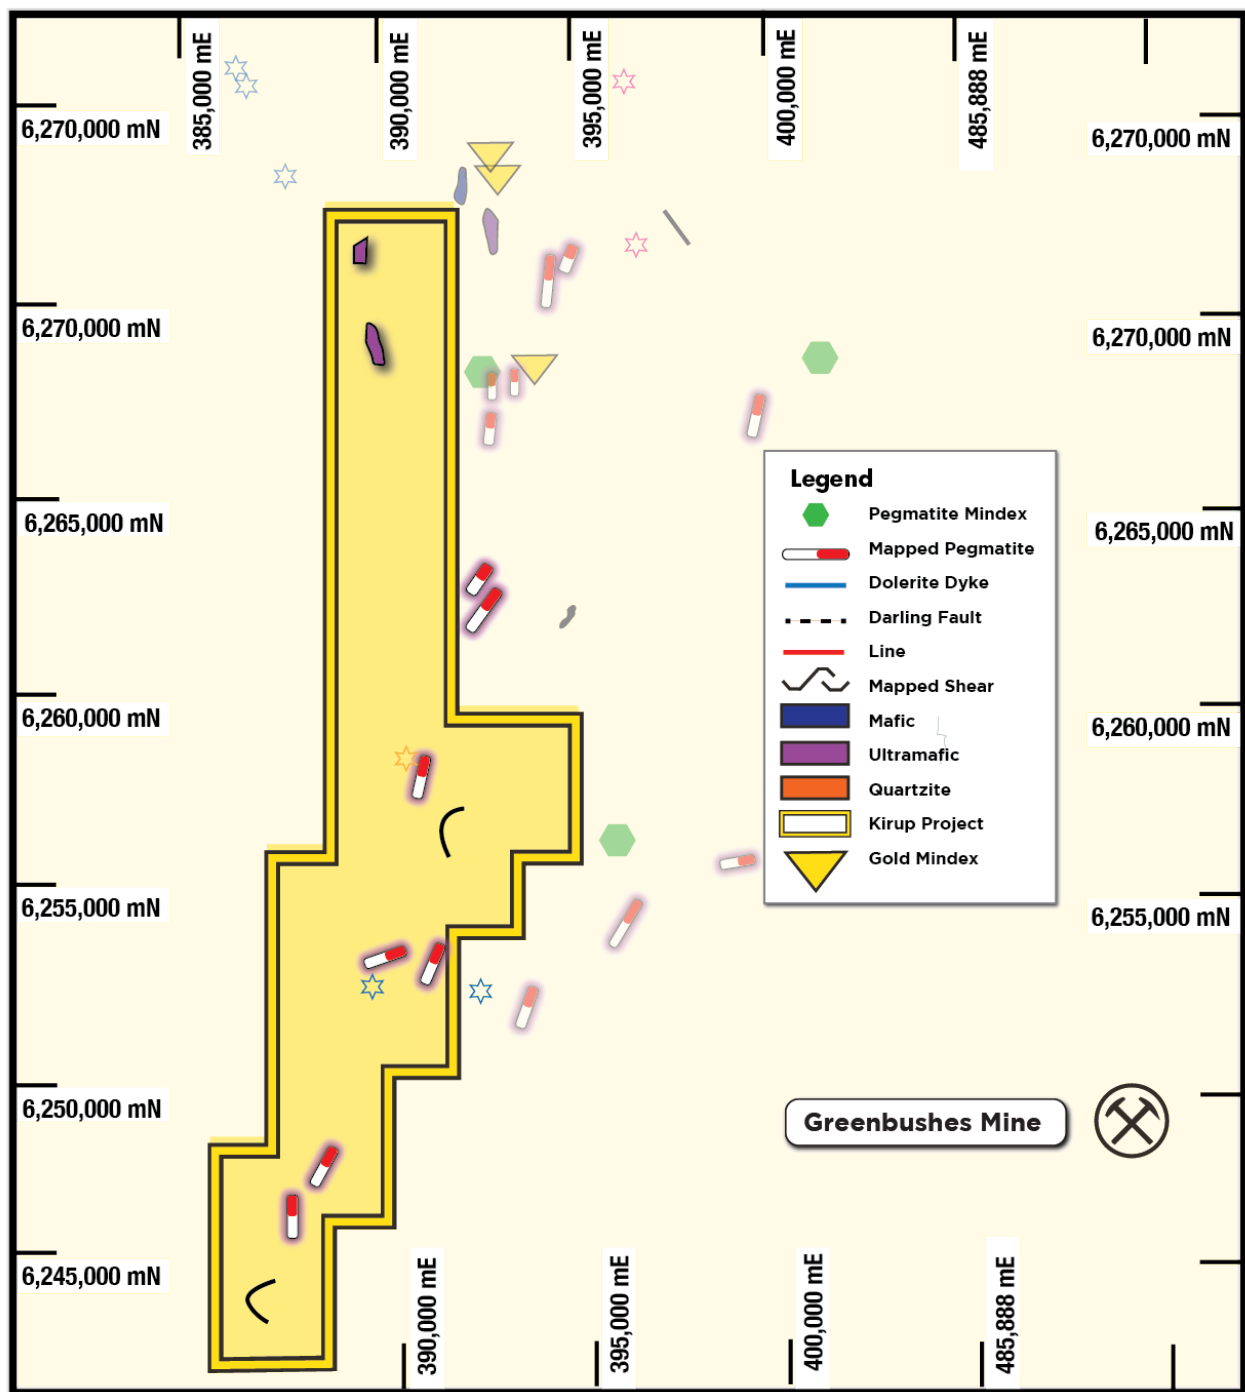 385,000 mE
390,000 mE
395,000 mE
400,000 mE
485,888 mE
6,270,000 mN
6,270,000 mN
6,270,000 mN
6,270,000 mN
6,265,000 mN
6,265,000 mN
6,260,000 mN
6,260,000 mN
6,255,000 mN
6,255,000 mN
6,250,000 mN
6,245,000 mN
Legend
Pegmatite Mindex
Mapped Pegmatite
Dolerite Dyke
Darling Fault
Line
Mapped Shear
Mafic
Ultramafic
Quartzite
Kirup Project
Gold Mindex
Greenbushes Mine
390,000 mE
395,000 mE
400,000 mE
485,888 mE